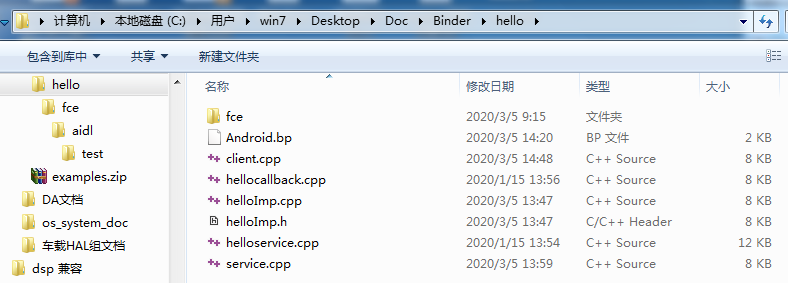 计算机 本地磁盘 (C:) 用户 win7 Desktop Doc Binder hello
包含到库中 共享 新建文件夹
hello
fce
aidl
test
examples.zip
DA文档
os_system_doc
车载HAL组文档
dsp 兼容
名称 修改日期 类型 大小
fce 2020/3/5 9:15 文件夹
Android.bp 2020/3/5 14:20 BP 文件 2 KB
client.cpp 2020/3/5 14:48 C++ Source 8 KB
hellocallback.cpp 2020/1/15 13:56 C++ Source 8 KB
helloImp.cpp 2020/3/5 13:47 C++ Source 8 KB
helloImp.h 2020/3/5 13:47 C/C++ Header 8 KB
helloservice.cpp 2020/1/15 13:54 C++ Source 12 KB
service.cpp 2020/3/5 13:59 C++ Source 8 KB